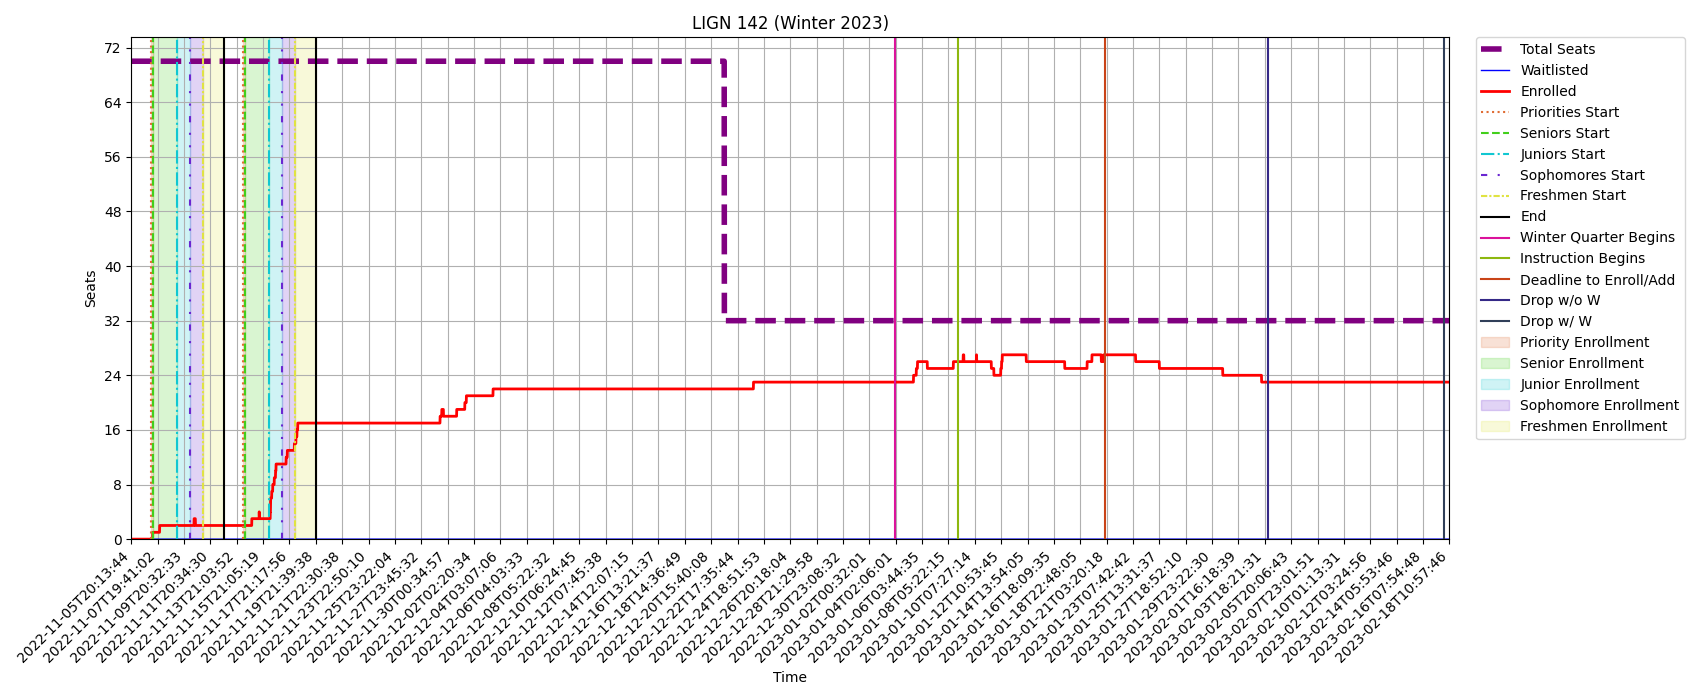 LIGN 142 (Winter 2023)
Seats
72
64
56
48
40
32
24
16
8
0
2022-11-05T20:13:44
2022-11-07T19:41:02
2022-11-09T20:32:33
2022-11-11T20:34:30
2022-11-13T21:03:52
2022-11-15T21:05:19
2022-11-17T21:17:56
2022-11-19T21:39:38
2022-11-21T22:30:38
2022-11-23T22:50:10
2022-11-25T23:22:04
2022-11-27T23:45:32
2022-11-30T00:34:57
2022-12-02T02:20:34
2022-12-04T03:07:06
2022-12-06T04:03:33
2022-12-08T05:22:32
2022-12-10T06:24:45
2022-12-12T07:45:38
2022-12-14T12:07:15
2022-12-16T13:21:37
2022-12-18T14:36:49
2022-12-20T15:40:08
2022-12-22T17:35:44
2022-12-24T18:51:53
2022-12-26T20:18:04
2022-12-28T21:29:58
2022-12-30T23:08:32
2023-01-02T00:32:01
2023-01-04T02:06:01
2023-01-06T03:44:35
2023-01-08T05:22:15
2023-01-10T07:27:14
2023-01-12T10:53:45
2023-01-14T13:54:05
2023-01-16T18:09:35
2023-01-18T22:48:05
2023-01-21T03:20:18
2023-01-23T07:42:42
2023-01-25T13:31:37
2023-01-27T18:52:10
2023-01-29T23:22:30
2023-02-01T16:18:39
2023-02-03T18:21:31
2023-02-05T20:06:43
2023-02-07T23:01:51
2023-02-10T01:13:31
2023-02-12T03:24:56
2023-02-14T05:53:46
2023-02-16T07:54:48
2023-02-18T10:57:46
Time
Total Seats
Waitlisted
Enrolled
Priorities Start
Seniors Start
Juniors Start
Sophomores Start
Freshmen Start
End
Winter Quarter Begins
Instruction Begins
Deadline to Enroll/Add
Drop w/o W
Drop w/ W
Priority Enrollment
Senior Enrollment
Junior Enrollment
Sophomore Enrollment
Freshmen Enrollment